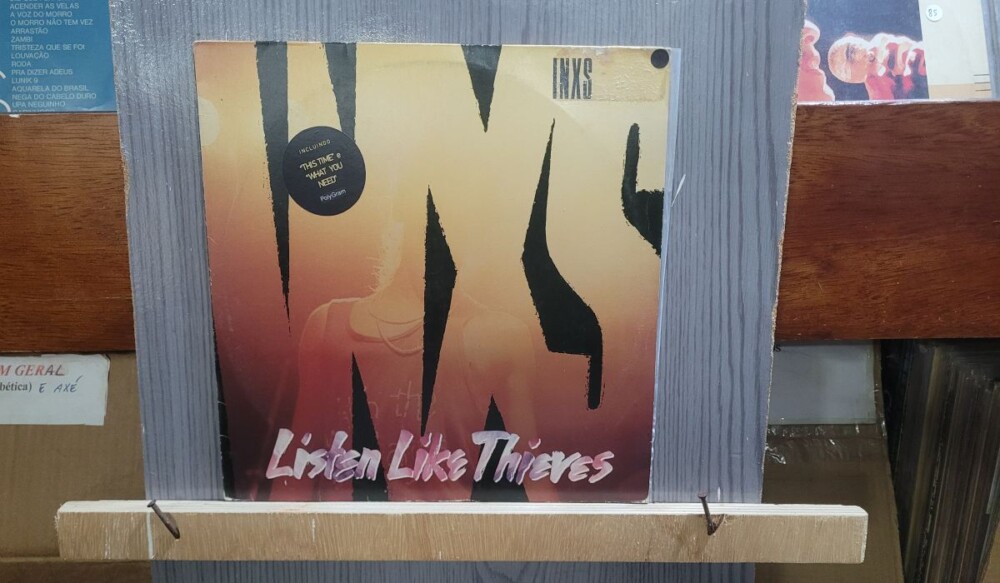 ACENDER AS VELAS
A VOZ DO MORRO
O MORRO NÃO TEM VEZ
ARRASTÃO
ZAMBI
TRISTEZA QUE SE FOI
LOUVAÇÃO
RODA
PRA DIZER ADEUS
LUNIK 9
AQUARELA DO BRASIL
NEGA DO CABELO DURO
UPA NEGUINHO
85
INXS
INCLUINDO
"THIS TIME" e
"WHAT YOU
NEED"
PolyGram
INXS
M GERAL
bética) E AXÉ
Listen Like Thieves